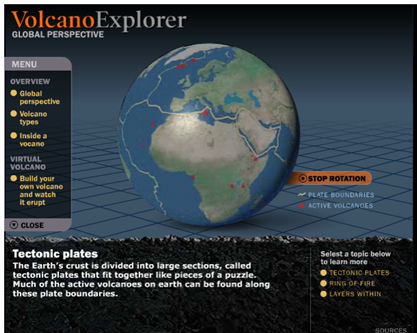 VolcanoExplorer
GLOBAL PERSPECTIVE
MENU
OVERVIEW
Global
perspective
Volcano
types
Inside a
vocano
VIRTUAL
VOLCANO
Build your
own volcano
and watch
it erupt
CLOSE
STOP ROTATION
PLATE BOUNDARIES
ACTIVE VOLCANOES
Tectonic plates
The Earth's crust is divided into large sections, called
tectonic plates that fit together like pieces of a puzzle.
Much of the active volcanoes on earth can be found along
these plate boundaries.
Select a topic below
to learn more
TECTONIC PLATES
RING OF FIRE
LAYERS WITHIN
SOURCES